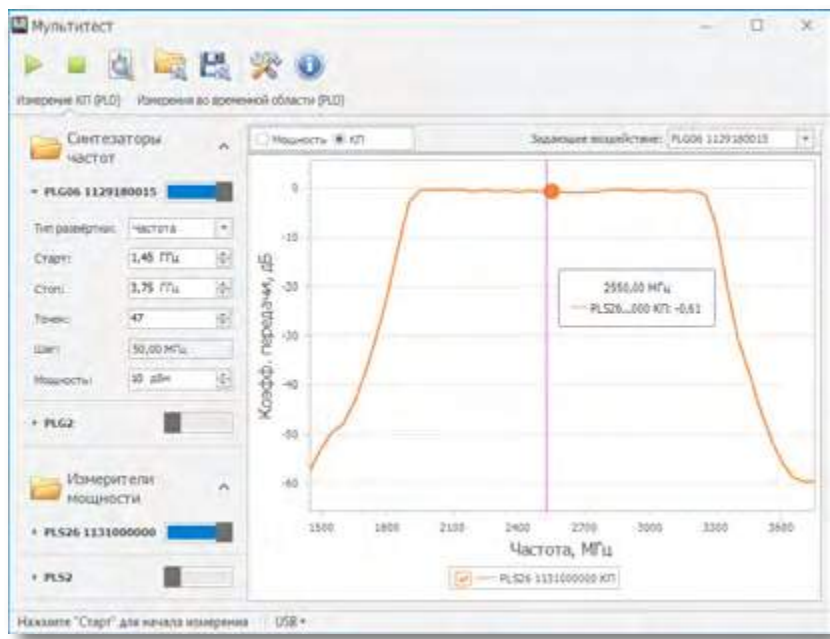 Мультитест
Измерение КП (PLD) Измерения во временной области (PLD)
Синтезаторы
частот
PLG06 1129180015
Тип развёртки: Частота
Старт: 1,45 ГГц
Стоп: 3,75 ГГц
Точек: 47
Шаг: 50,00 МГц
Мощность: 10 дБм
PLG2
Измерители
мощности
PLS26 1131000000
PLS2
Мощность КП
Задающее воздействие: PLG06 1129180015
Коэфф. передачи, дБ
0
-10
-20
-30
-40
-50
-60
2550,00 МГц
PLS26...000 КП: -0,61
1500 1800 2100 2400 2700 3000 3300 3600
Частота, МГц
PLS26 1131000000 КП
Нажмите "Старт" для начала измерения USB